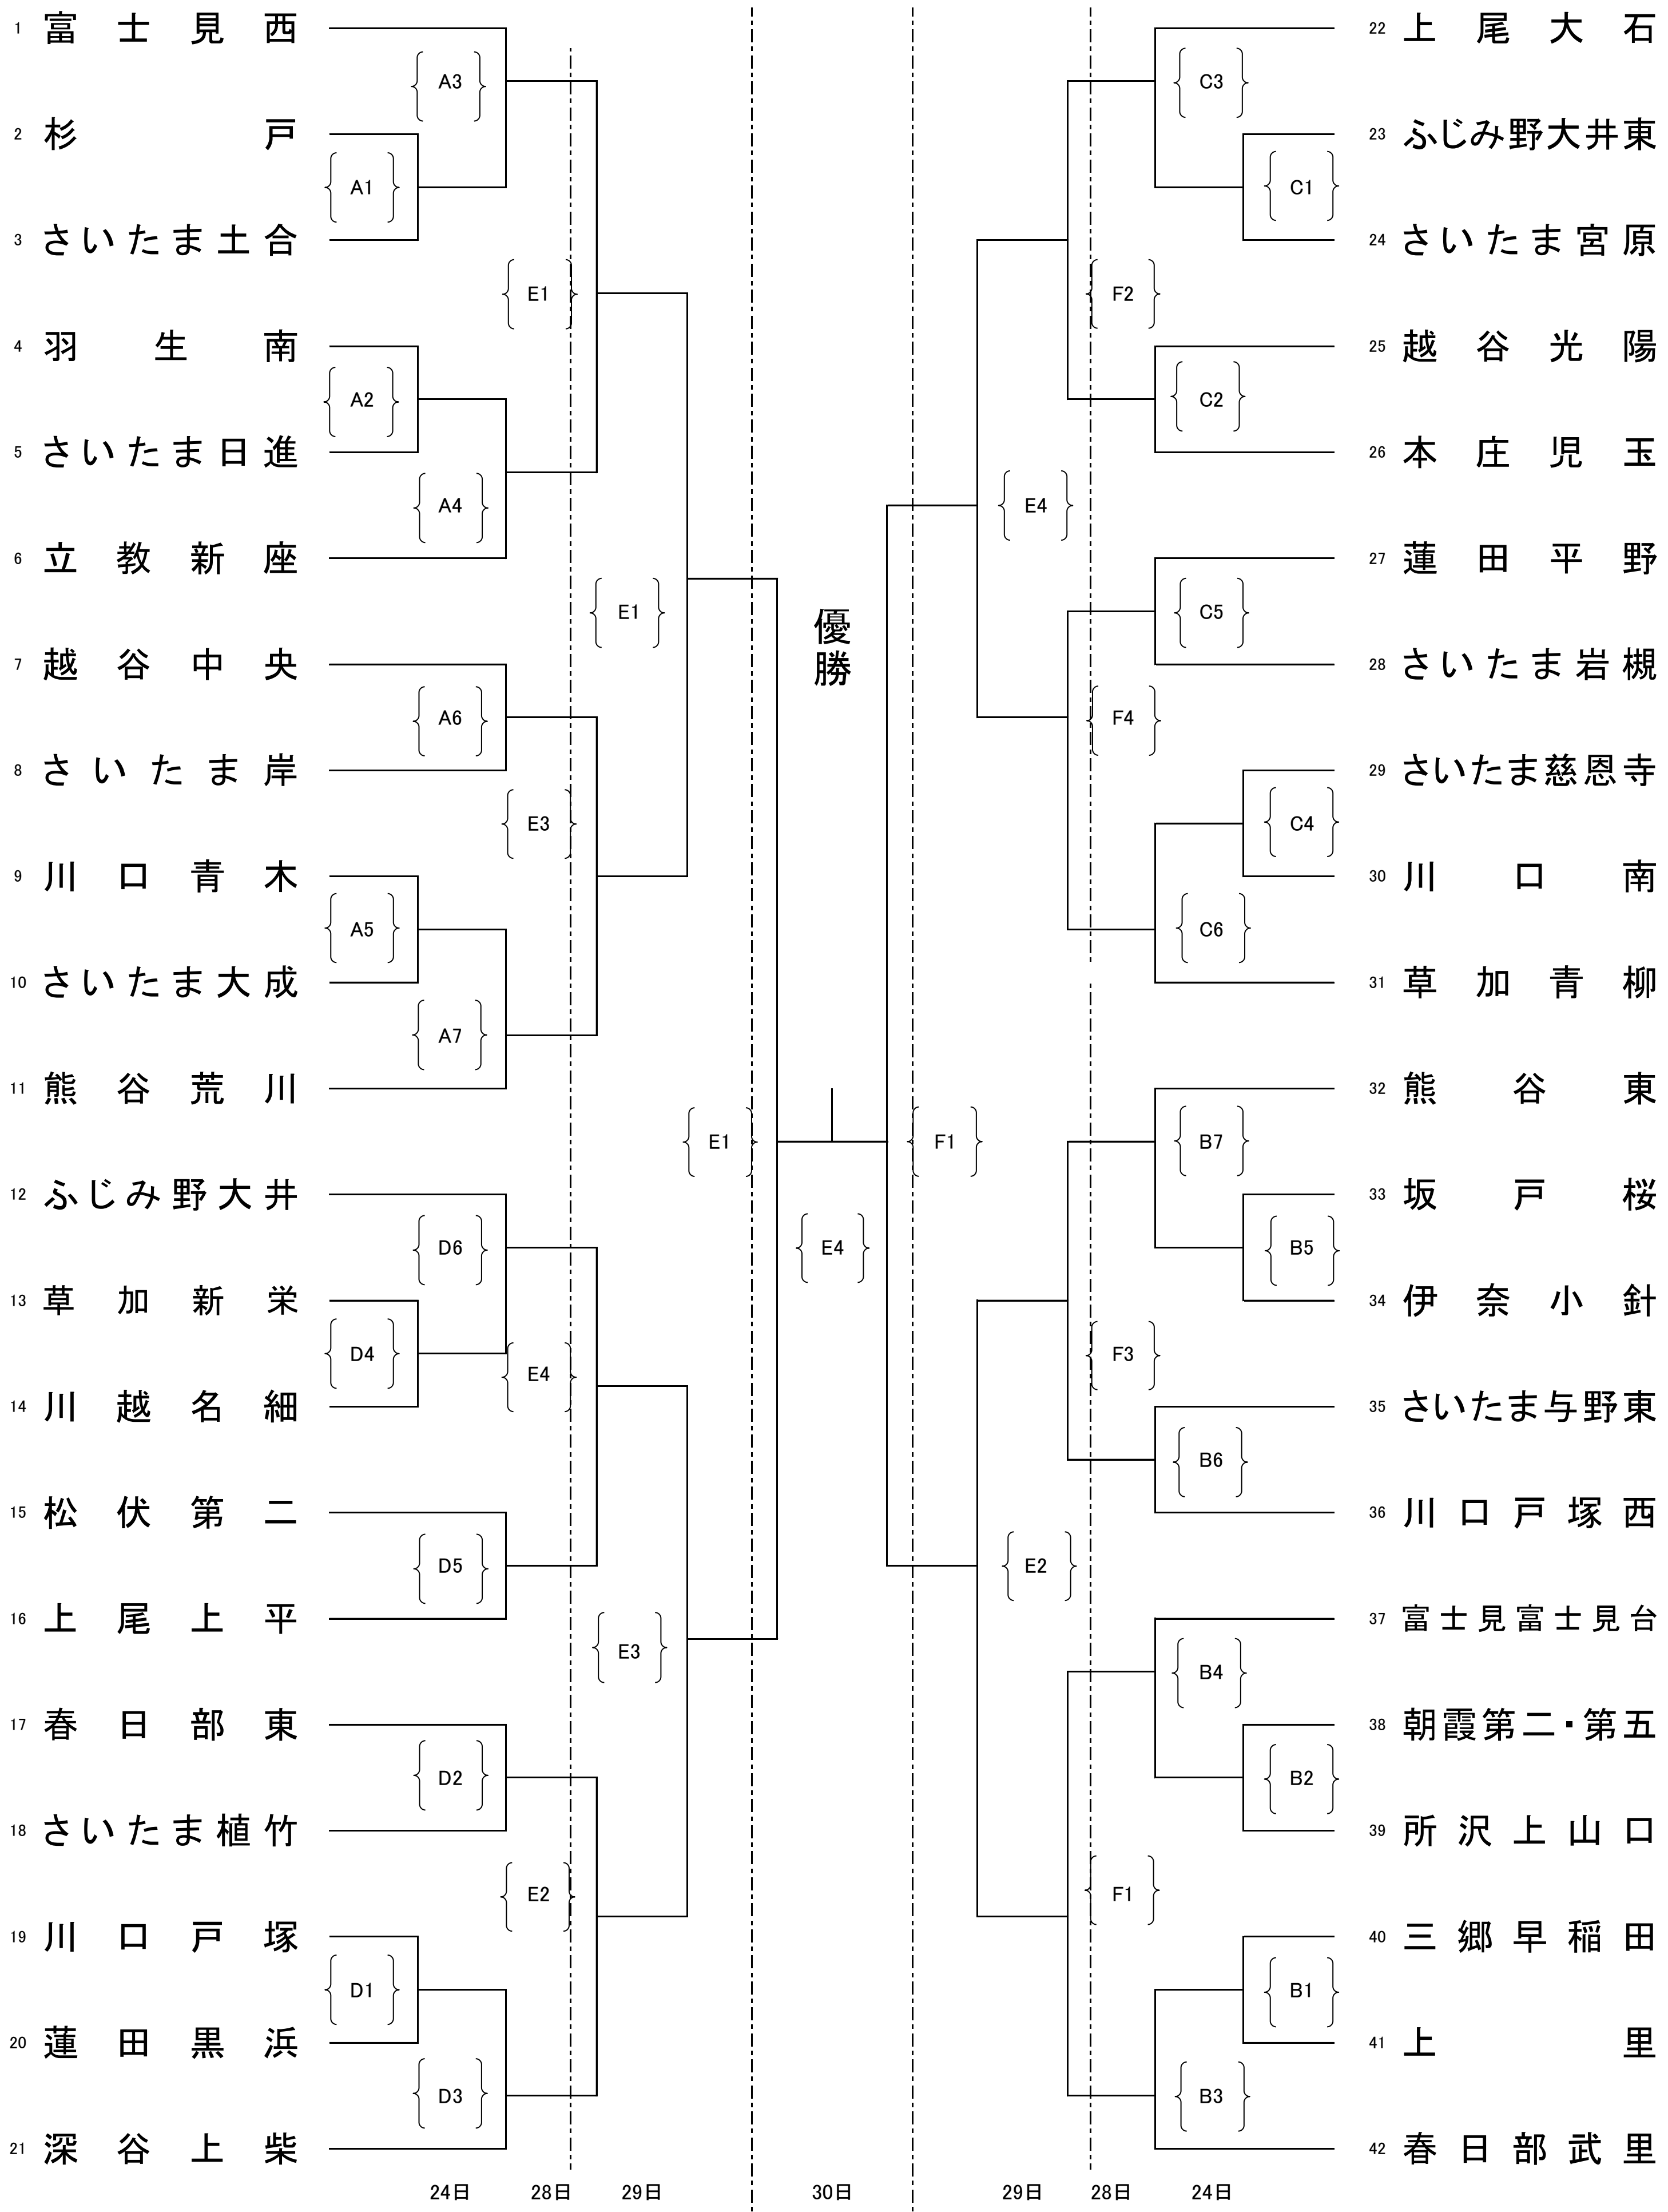 1 富士見西
2 杉戸
3 さいたま土合
4 羽生南
5 さいたま日進
6 立教新座
7 越谷中央
8 さいたま岸
9 川口青木
10 さいたま大成
11 熊谷荒川
12 ふじみ野大井
13 草加新栄
14 川越名細
15 松伏第二
16 上尾上平
17 春日部東
18 さいたま植竹
19 川口戸塚
20 蓮田黒浜
21 深谷上柴
A3
A1
E1
A2
A4
E1
A6
E3
A5
A7
E1
D6
D4
E4
D5
E3
D2
E2
D1
D3
優勝
E4
C3
C1
F2
C2
E4
C5
F4
C4
C6
F1
B7
B5
F3
B6
E2
B4
B2
F1
B1
B3
22 上尾大石
23 ふじみ野大井東
24 さいたま宮原
25 越谷光陽
26 本庄児玉
27 蓮田平野
28 さいたま岩槻
29 さいたま慈恩寺
30 川口南
31 草加青柳
32 熊谷東
33 坂戸桜
34 伊奈小針
35 さいたま与野東
36 川口戸塚西
37 富士見富士見台
38 朝霞第二・第五
39 所沢上山口
40 三郷早稲田
41 上里
42 春日部武里
24日 28日 29日 30日 29日 28日 24日